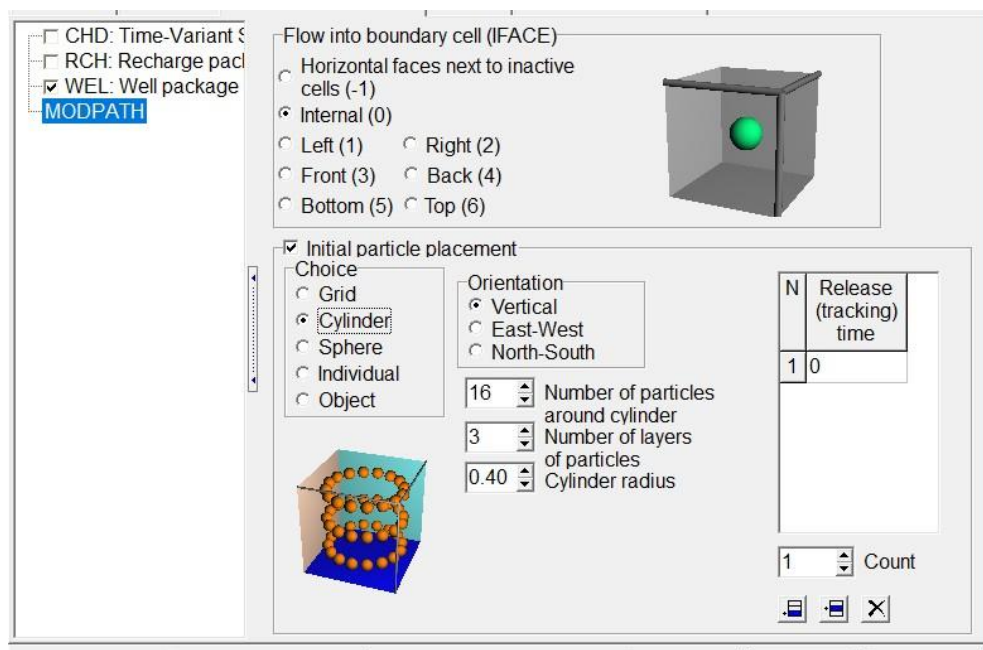 CHD: Time-Variant S
RCH: Recharge pacl
WEL: Well package
MODPATH
Flow into boundary cell (IFACE)
Horizontal faces next to inactive
cells (-1)
Internal (0)
Left (1) Right (2)
Front (3) Back (4)
Bottom (5) Top (6)
Initial particle placement
Choice
Grid
Cylinder
Sphere
Individual
Object
Orientation
Vertical
East-West
North-South
16 Number of particles
around cylinder
3 Number of layers
of particles
0.40 Cylinder radius
N Release
(tracking)
time
1 0
1 Count